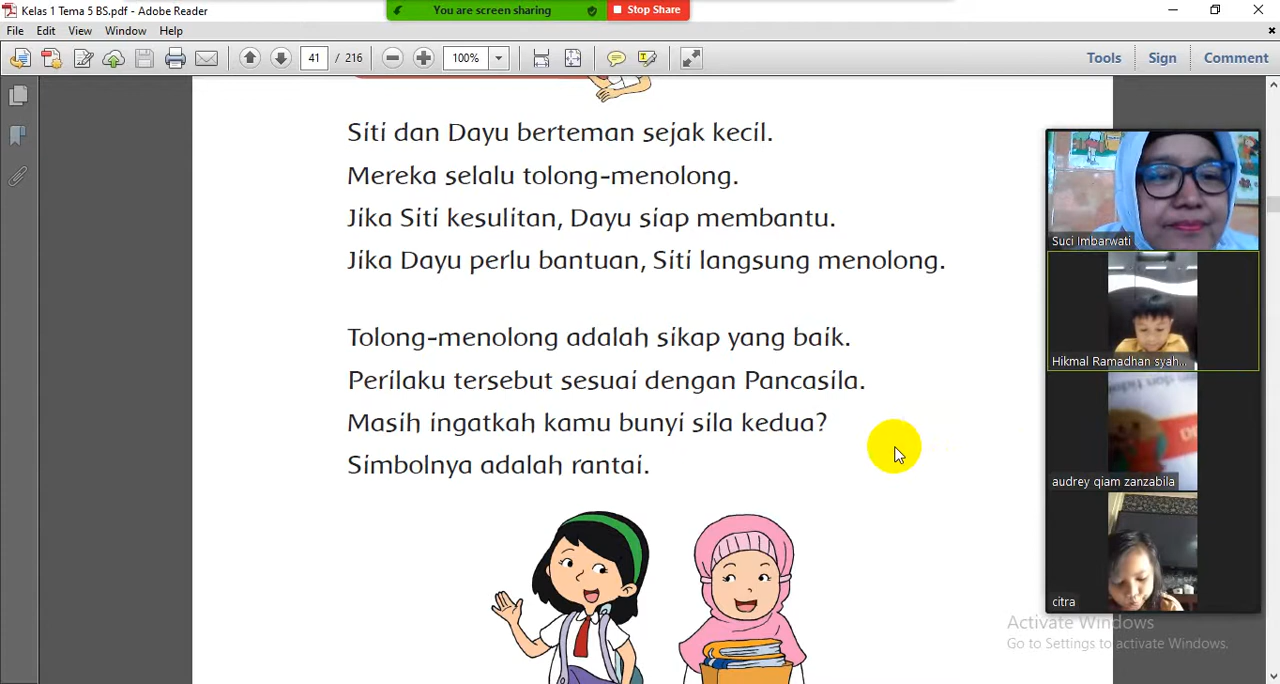 Kelas 1 Tema 5 BS.pdf - Adobe Reader
You are screen sharing
Stop Share
File Edit View Window Help
41 / 216
100%
Tools Sign Comment
Siti dan Dayu berteman sejak kecil.
Mereka selalu tolong-menolong.
Jika Siti kesulitan, Dayu siap membantu.
Jika Dayu perlu bantuan, Siti langsung menolong.
Tolong-menolong adalah sikap yang baik.
Perilaku tersebut sesuai dengan Pancasila.
Masih ingatkah kamu bunyi sila kedua?
Simbolnya adalah rantai.
Suci Imbarwati
Hikmal Ramadhan syah...
audrey qiam zanzabila
citra
Activate Windows
Go to Settings to activate Windows.